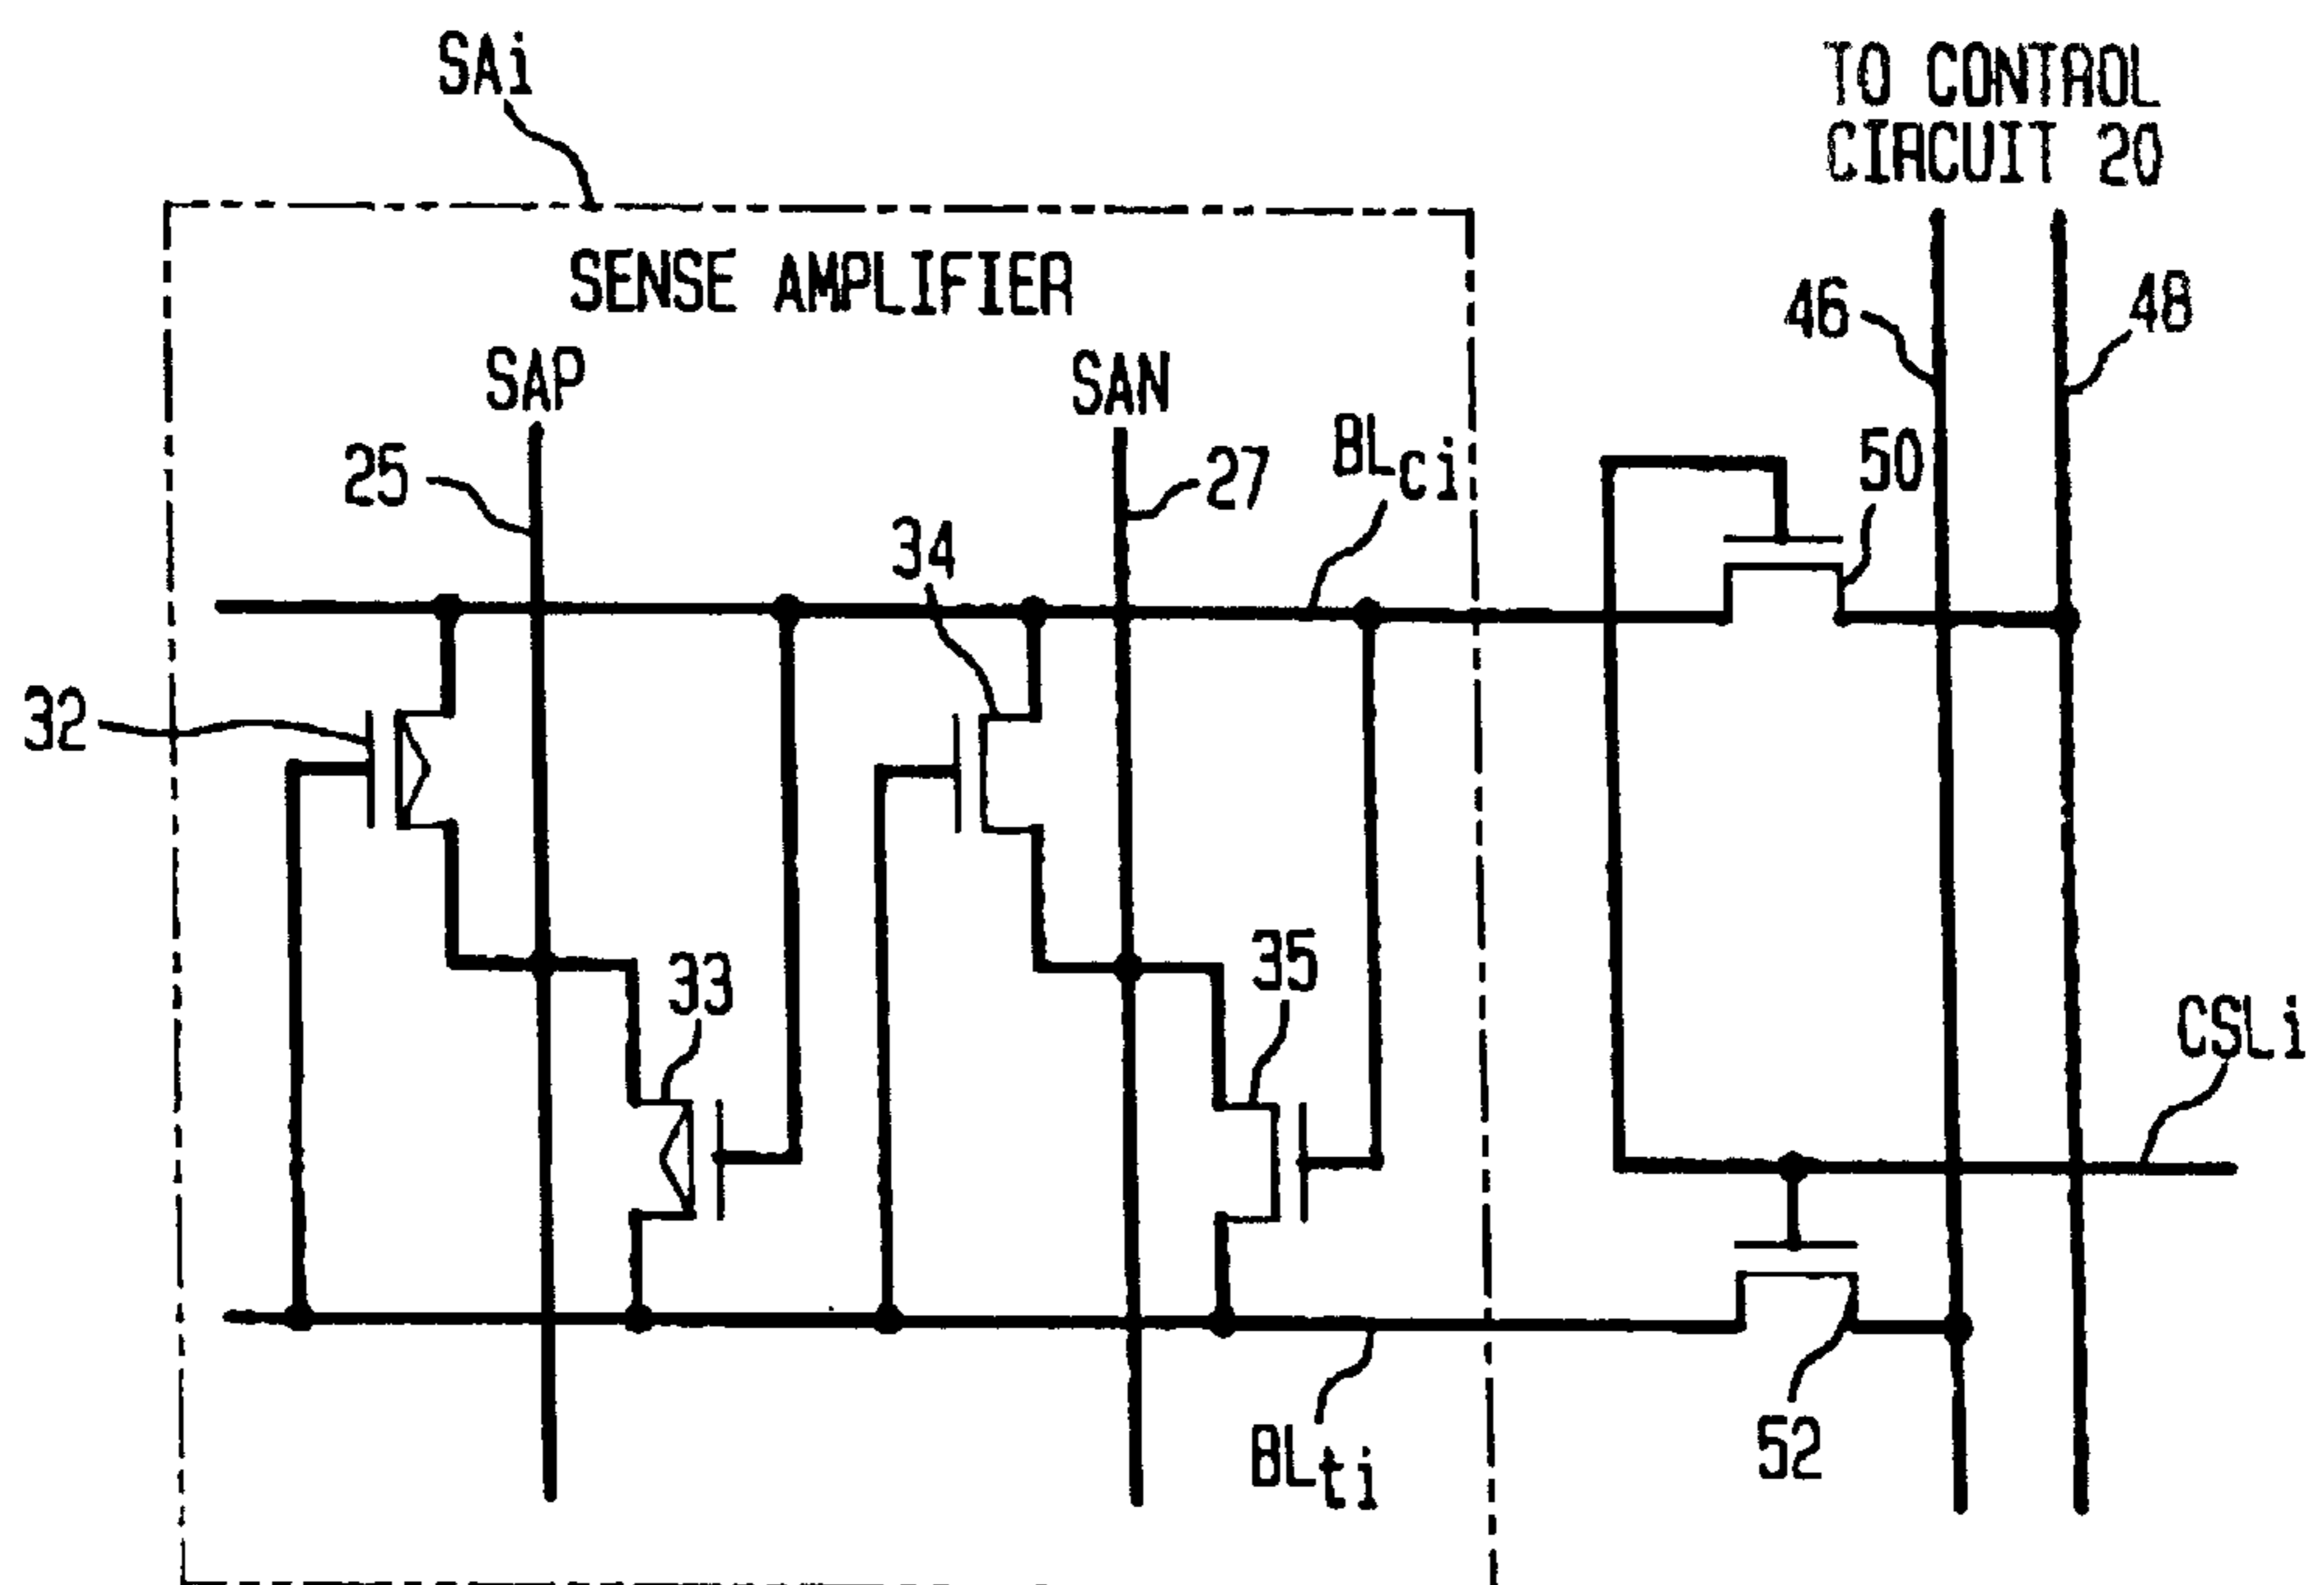 SAi
TO CONTROL
CIRCUIT 20
SENSE AMPLIFIER
46
48
SAP
SAN
25
27
BLci
50
34
32
33
35
CSLi
BLti
52